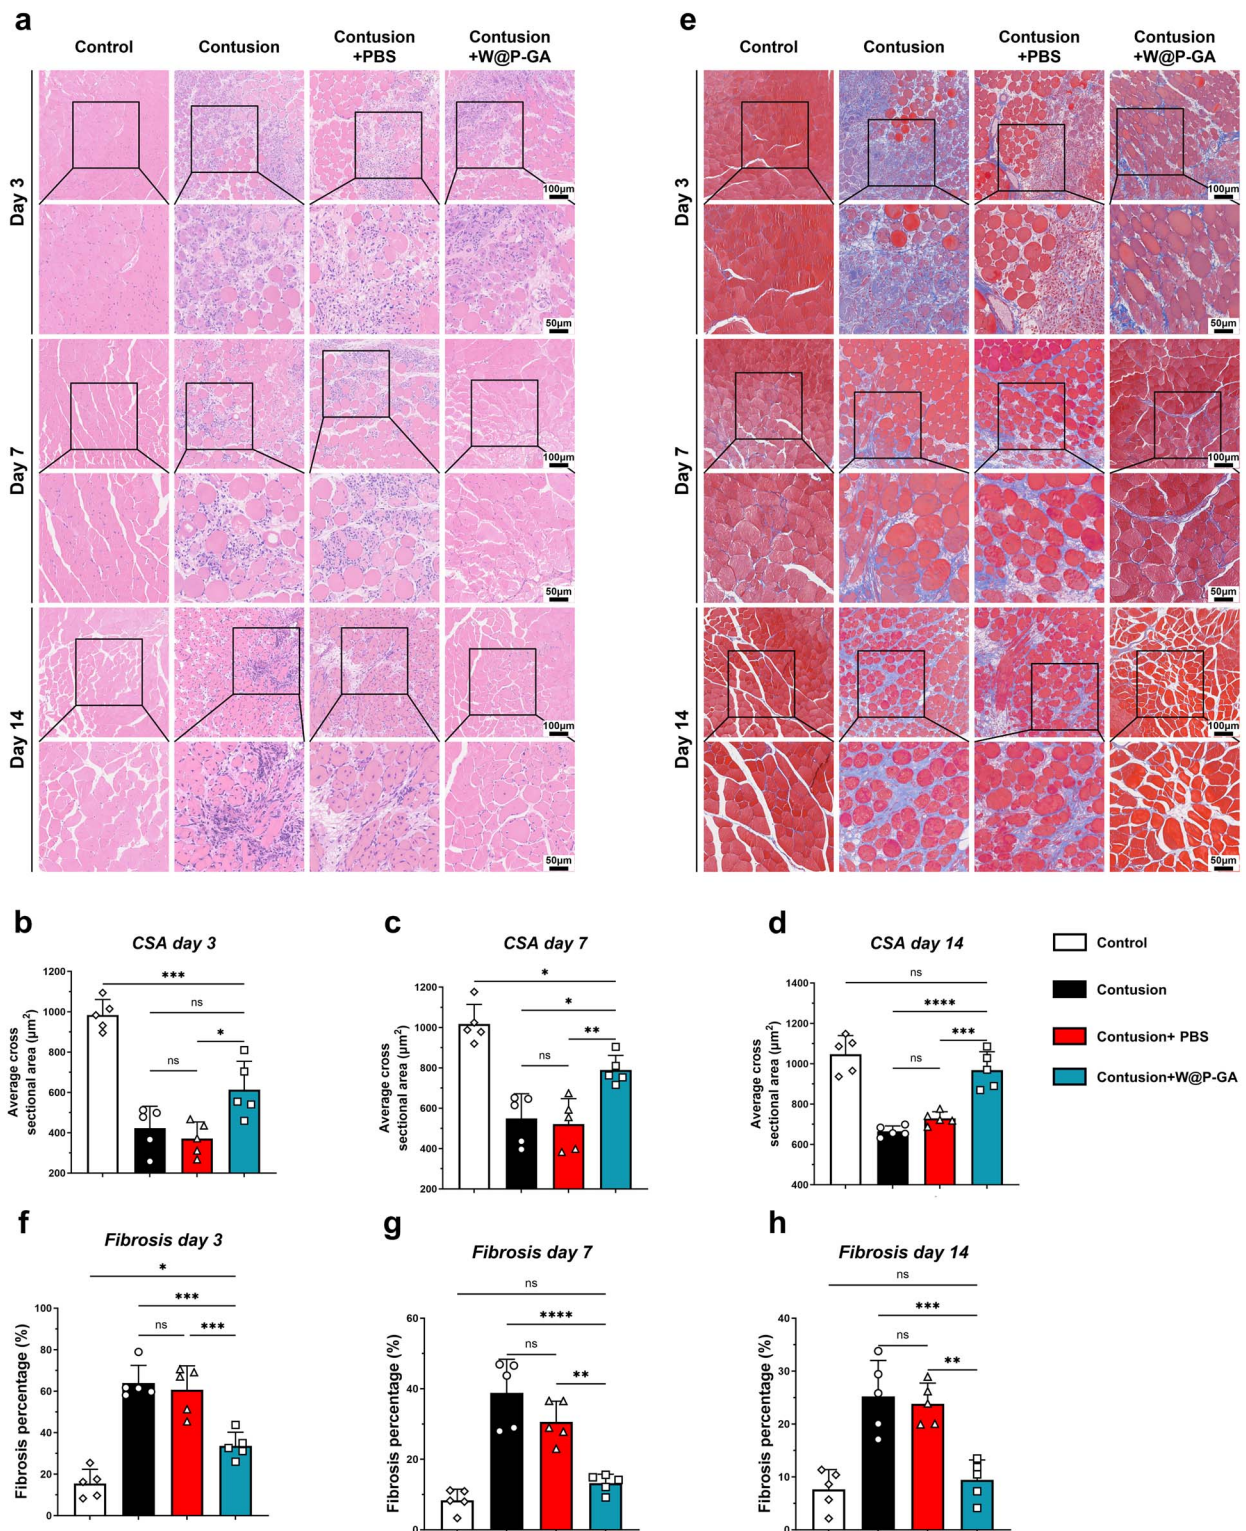 a
Control
Contusion
Contusion
+PBS
Contusion
+W@P-GA
Day 3
100μm
50μm
Day 7
100μm
50μm
Day 14
100μm
50μm
e
Control
Contusion
Contusion
+PBS
Contusion
+W@P-GA
Day 3
100μm
50μm
Day 7
100μm
50μm
Day 14
100μm
50μm
b
CSA day 3
Average cross
sectional area (μm²)
1200
1000
800
600
400
200
***
ns
*
ns
c
CSA day 7
Average cross
sectional area (μm²)
1200
1000
800
600
400
200
*
*
**
ns
d
CSA day 14
Average cross
sectional area (μm²)
1400
1200
1000
800
600
400
ns
****
***
ns
Control
Contusion
Contusion+ PBS
Contusion+W@P-GA
f
Fibrosis day 3
Fibrosis percentage (%)
100
80
60
40
20
0
*
***
ns
***
g
Fibrosis day 7
Fibrosis percentage (%)
60
40
20
0
ns
****
ns
**
h
Fibrosis day 14
Fibrosis percentage (%)
40
30
20
10
0
ns
***
ns
**